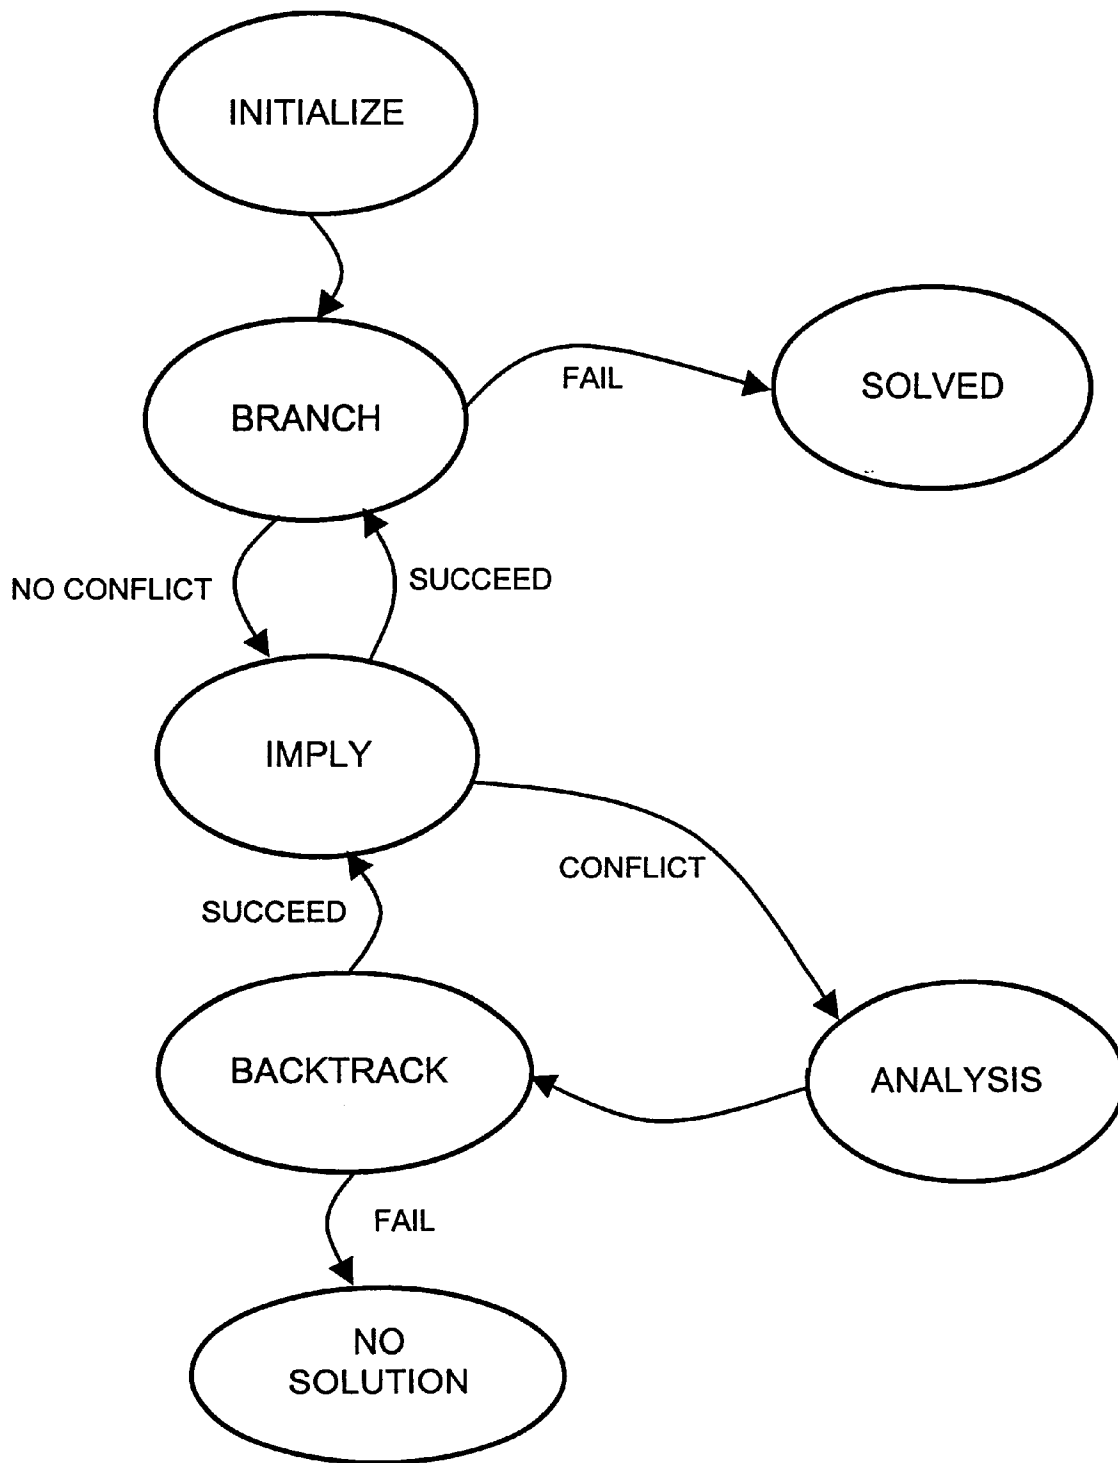 INITIALIZE
BRANCH
FAIL
SOLVED
NO CONFLICT
SUCCEED
IMPLY
CONFLICT
SUCCEED
BACKTRACK
ANALYSIS
FAIL
NO
SOLUTION